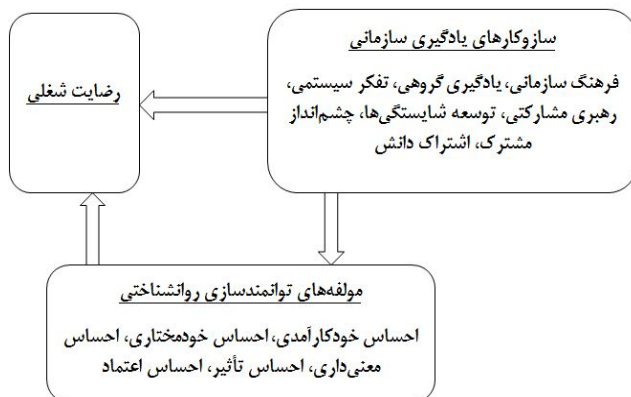 سازوکارهای یادگیری سازمانی
فرهنگ سازمانی، یادگیری گروهی، تفکر سیستمی،
رهبری مشارکتی، توسعه شایستگی‌ها، چشم‌انداز
مشترک، اشتراک دانش
رضایت شغلی
مولفه‌های توانمندسازی روانشناختی
احساس خودکارآمدی، احساس خودمختاری، احساس
معنی‌داری، احساس تأثیر، احساس اعتماد